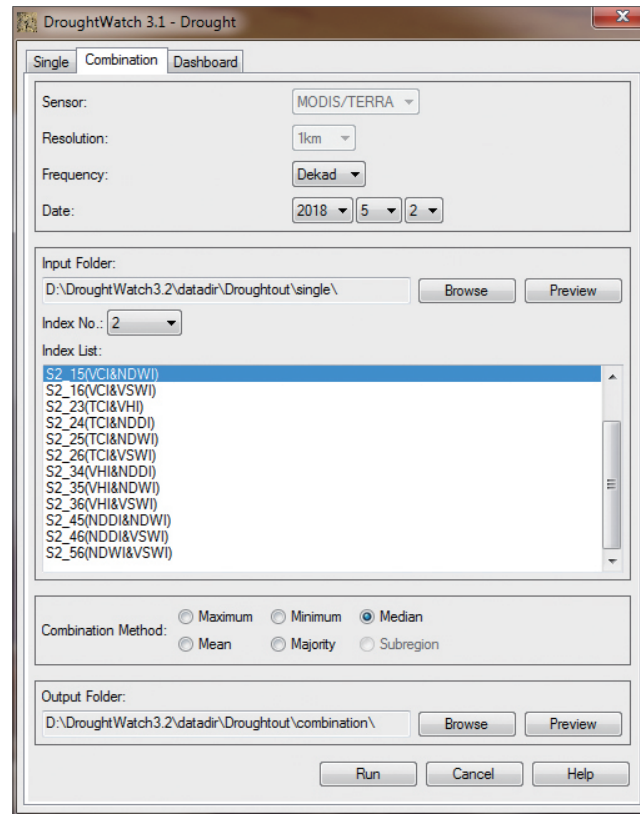 DroughtWatch 3.1 - Drought
x
Single Combination Dashboard
Sensor: MODIS/TERRA
Resolution: 1km
Frequency: Dekad
Date: 2018 5 2
Input Folder:
D:\DroughtWatch3.2\datadir\Droughtout\single\ Browse Preview
Index No.: 2
Index List:
S2_15(VCI&NDWI)
S2_16(VCI&VSWI)
S2_23(TCI&VHI)
S2_24(TCI&NDDI)
S2_25(TCI&NDWI)
S2_26(TCI&VSWI)
S2_34(VHI&NDDI)
S2_35(VHI&NDWI)
S2_36(VHI&VSWI)
S2_45(NDDI&NDWI)
S2_46(NDDI&VSWI)
S2_56(NDWI&VSWI)
Combination Method: Maximum Minimum Median
Mean Majority Subregion
Output Folder:
D:\DroughtWatch3.2\datadir\Droughtout\combination\ Browse Preview
Run Cancel Help